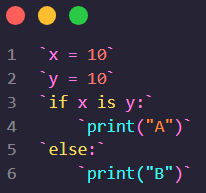 1 `x = 10`
2 `y = 10`
3 `if x is y:`
4     `print("A")`
5 `else:`
6     `print("B")`